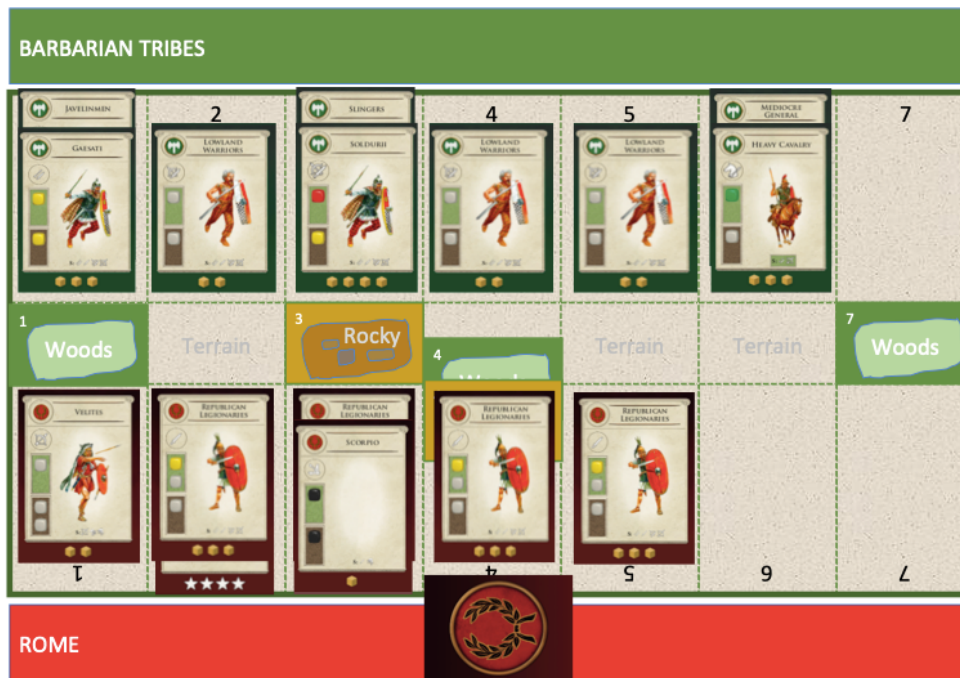 BARBARIAN TRIBES
JAVELINMEN
2
SLINGERS
4
5
MEDIOCRE
GENERAL
7
GAESATI
LOWLAND
WARRIORS
SOLDURII
LOWLAND
WARRIORS
LOWLAND
WARRIORS
HEAVY CAVALRY
1
Woods
Terrain
3
Rocky
4
Terrain
Terrain
7
Woods
VELITES
REPUBLICAN
LEGIONARIES
REPUBLICAN
LEGIONARIES
SCORPIO
REPUBLICAN
LEGIONARIES
REPUBLICAN
LEGIONARIES
1
4
5
6
7
ROME